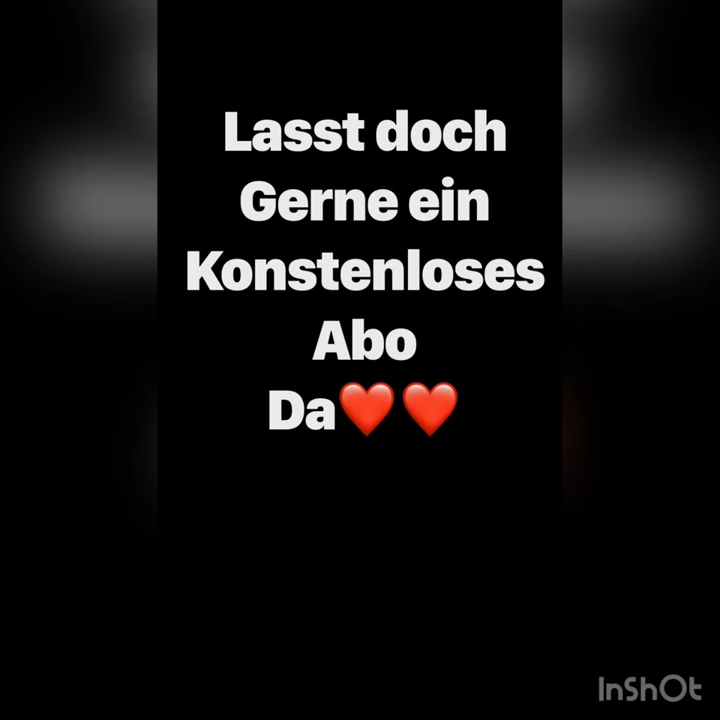 Lasst doch
Gerne ein
Konstenloses
Abo
Da❤️❤️
InShOt